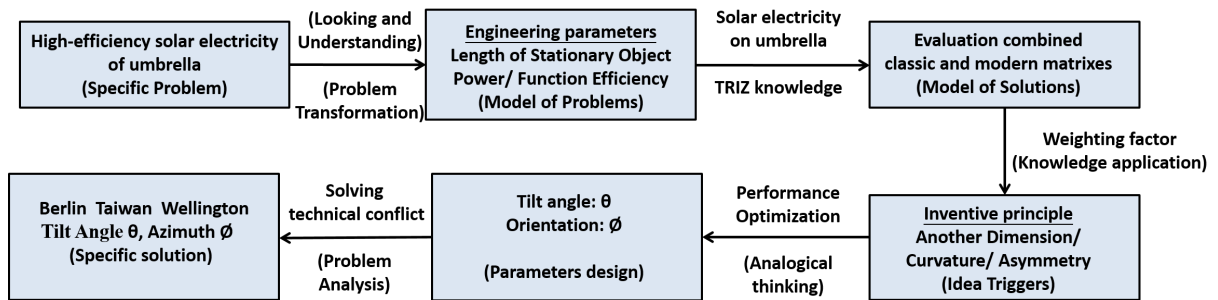 High-efficiency solar electricity
of umbrella
(Specific Problem)
(Looking and
Understanding)
(Problem
Transformation)
Engineering parameters
Length of Stationary Object
Power/ Function Efficiency
(Model of Problems)
Solar electricity
on umbrella
TRIZ knowledge
Evaluation combined
classic and modern matrixes
(Model of Solutions)
Weighting factor
(Knowledge application)
Inventive principle
Another Dimension/
Curvature/ Asymmetry
(Idea Triggers)
Performance
Optimization
(Analogical
thinking)
Tilt angle: θ
Orientation: Ø
(Parameters design)
Solving
technical conflict
(Problem
Analysis)
Berlin Taiwan Wellington
Tilt Angle θ, Azimuth Ø
(Specific solution)